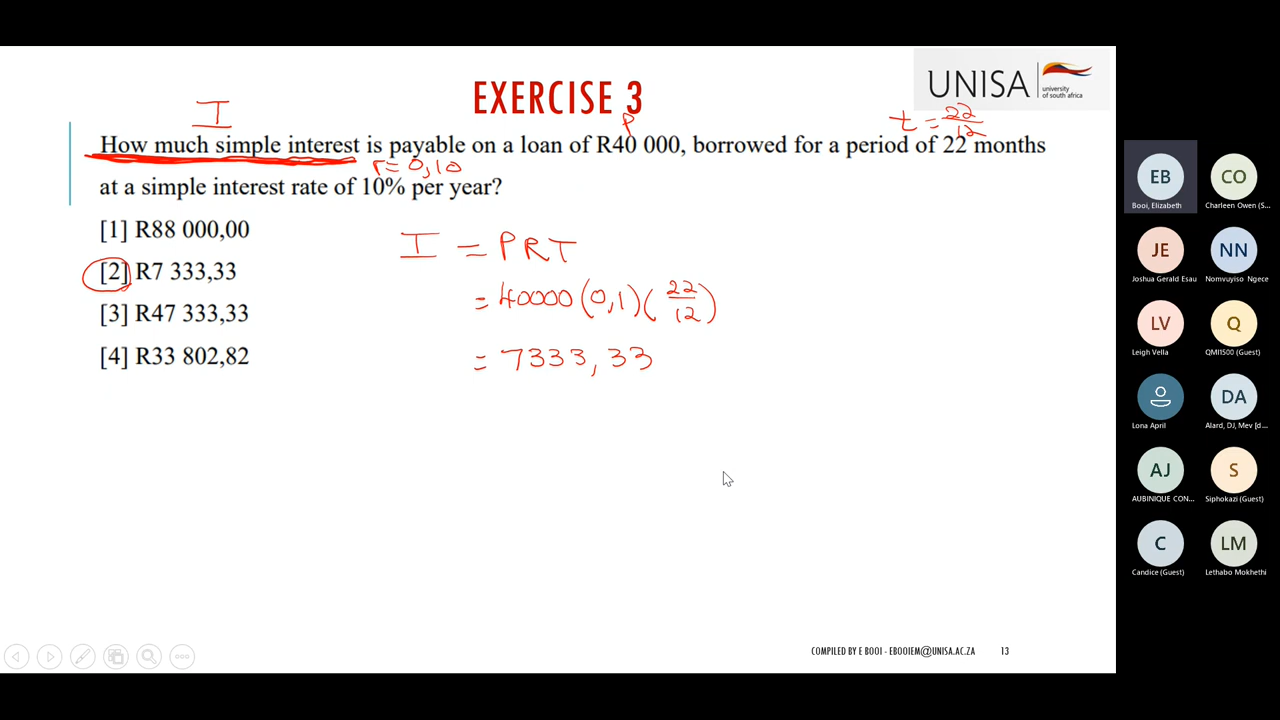 EXERCISE 3
UNISA
university
of south africa
I
P
t = 22/12
How much simple interest is payable on a loan of R40 000, borrowed for a period of 22 months
r = 0,10
at a simple interest rate of 10% per year?
[1] R88 000,00
[2] R7 333,33
[3] R47 333,33
[4] R33 802,82
I = PRT
= 40000(0,1)(22/12)
= 7333,33
COMPILED BY E BOOI - EBOOIEM@UNISA.AC.ZA
13
EB
Booi, Elizabeth
CO
Charleen Owen (S...
JE
Joshua Gerald Esau
NN
Nomvuyiso Ngece
LV
Leigh Vella
Q
QMI1500 (Guest)
Lona April
DA
Alard, DJ, Mev [d...
AJ
AUBINIQUE CON...
S
Siphokazi (Guest)
C
Candice (Guest)
LM
Lethabo Mokhethi